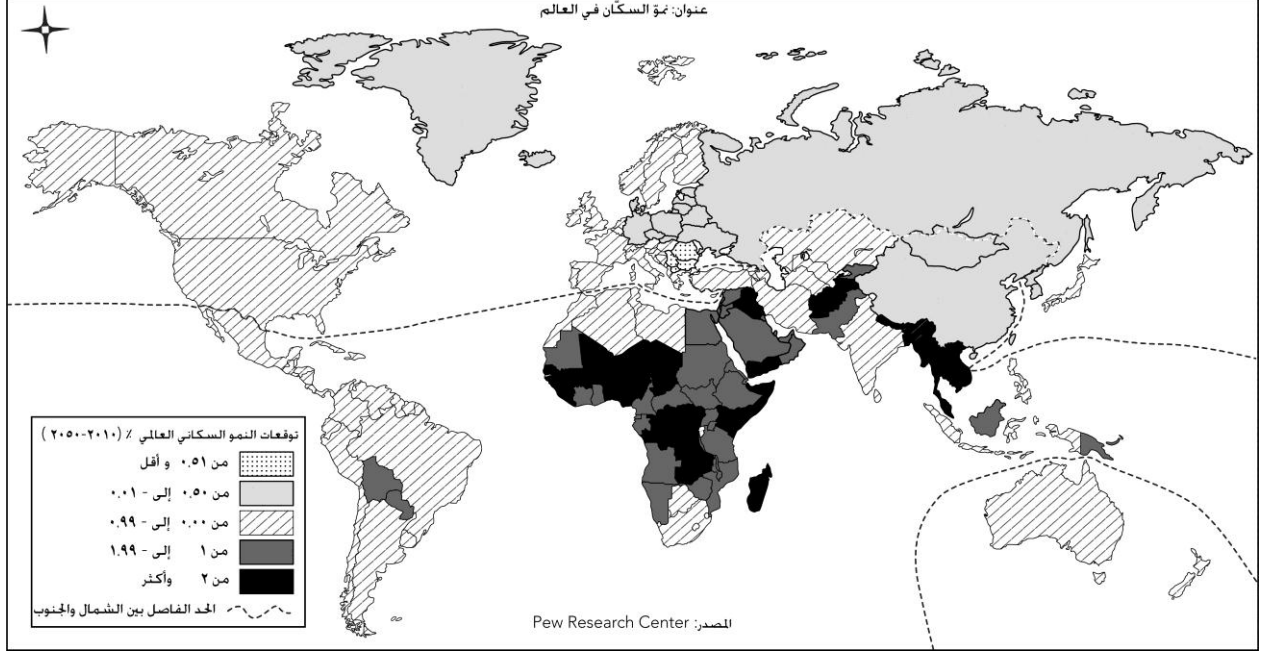 عنوان: نموّ السكّان في العالم
توقعات النمو السكاني العالمي ٪ (٢٠١٠-٢٠٥٠ )
من ٠.٥١ و أقل
من ٠.٥٠ إلى - ٠.٠١
من ٠.٠٠ إلى - ٠.٩٩
من ١ إلى - ١.٩٩
من ٢ وأكثر
الحد الفاصل بين الشمال والجنوب
المصدر: Pew Research Center